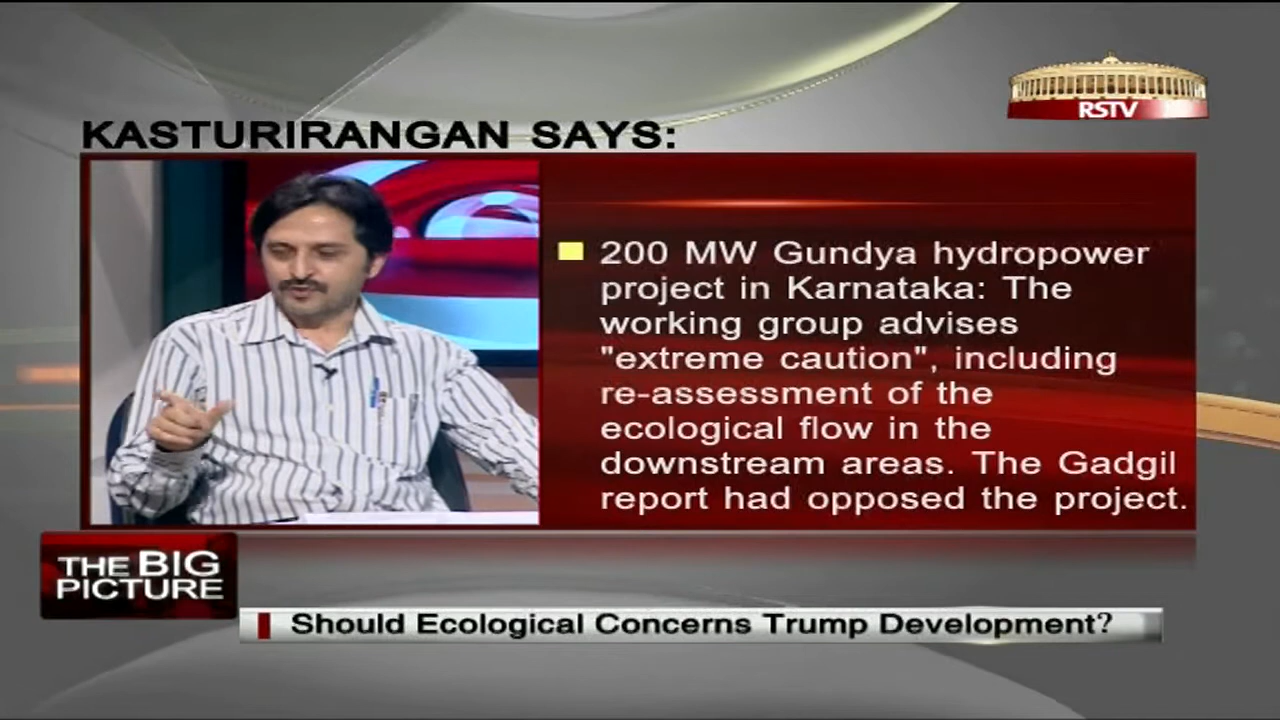 RSTV
KASTURIRANGAN SAYS:
200 MW Gundya hydropower
project in Karnataka: The
working group advises
"extreme caution", including
re-assessment of the
ecological flow in the
downstream areas. The Gadgil
report had opposed the project.
THE BIG
PICTURE
Should Ecological Concerns Trump Development?